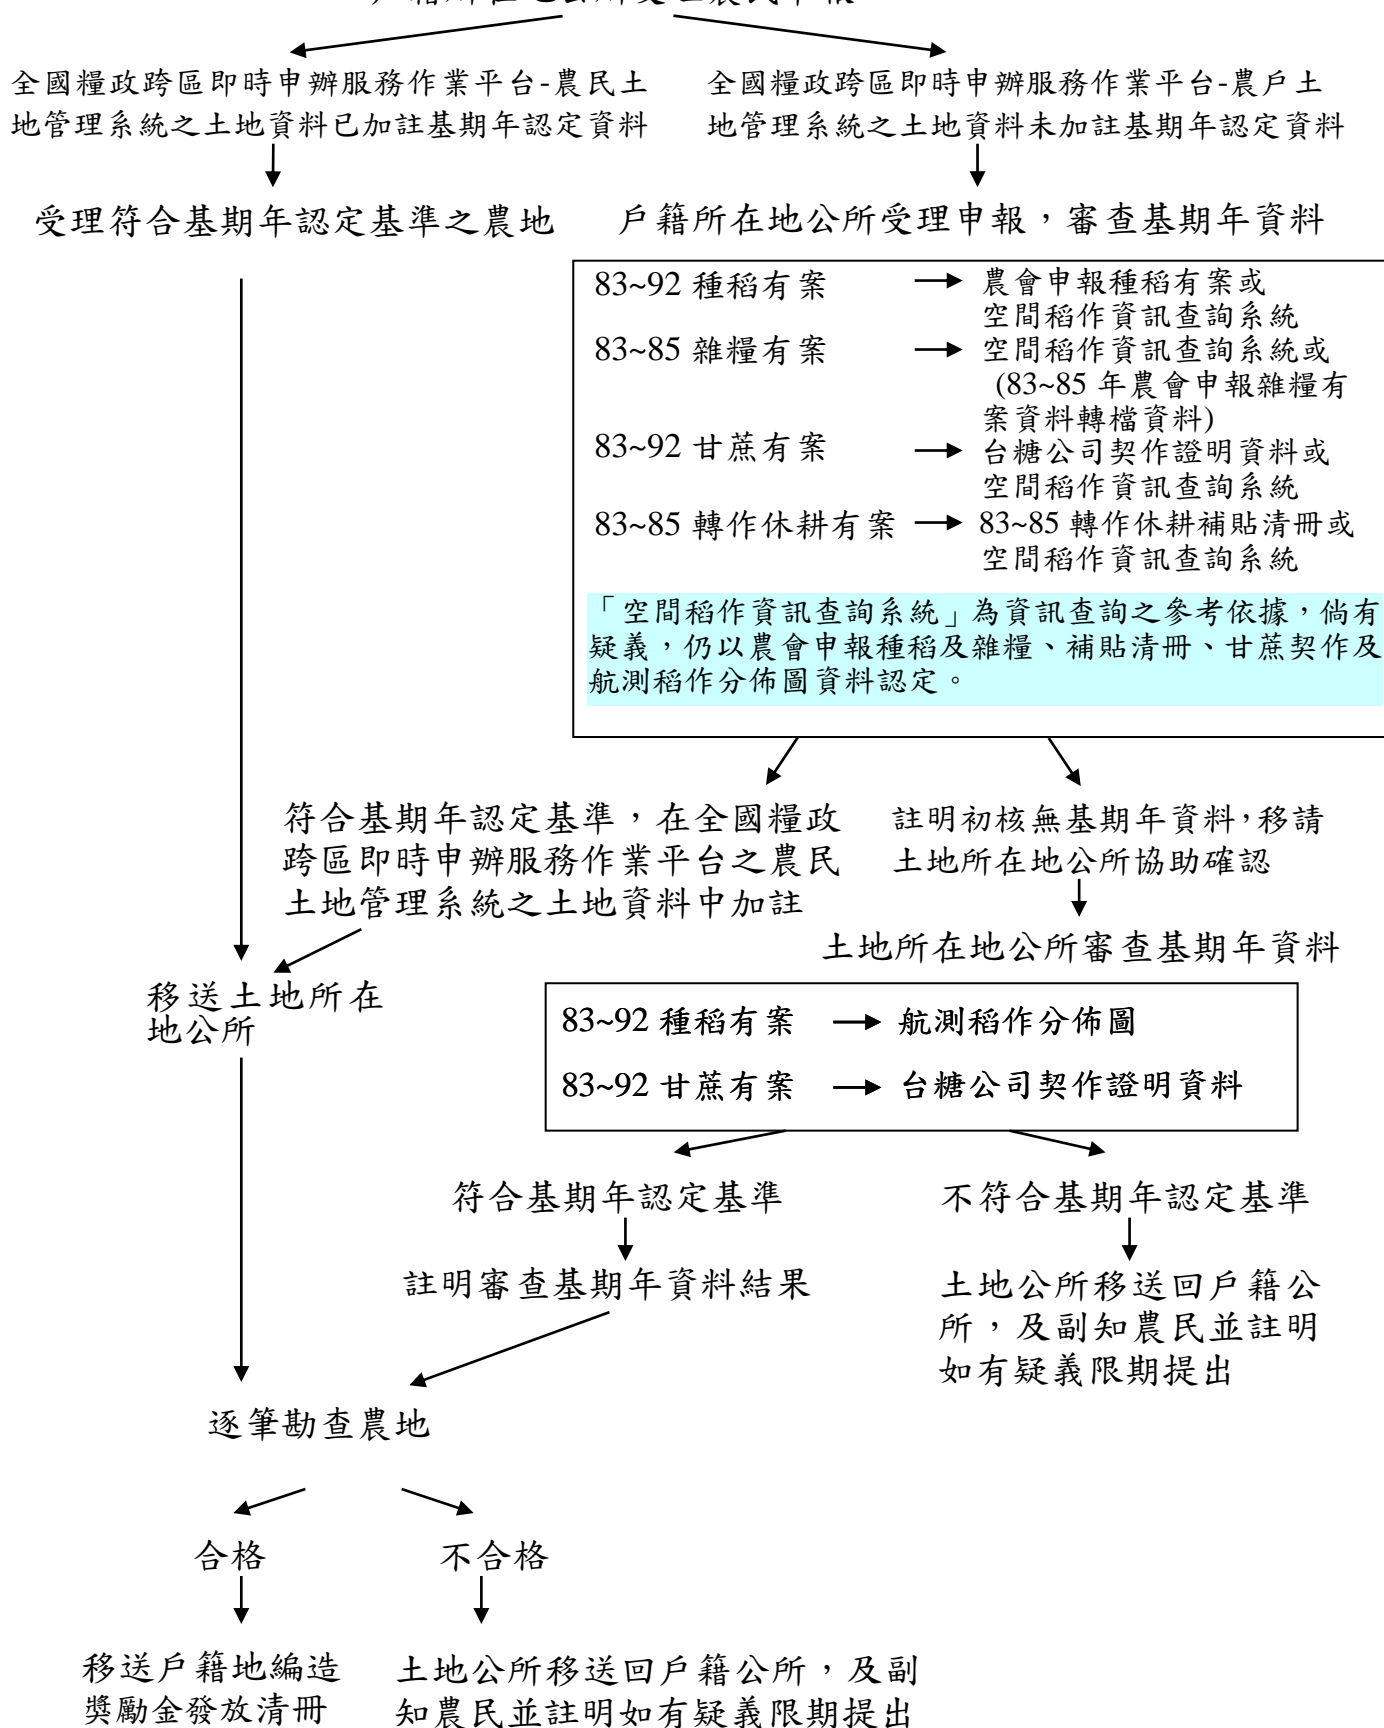 戶籍所在地公所受理農民申報
全國糧政跨區即時申辦服務作業平台-農民土
地管理系統之土地資料已加註基期年認定資料
全國糧政跨區即時申辦服務作業平台-農戶土
地管理系統之土地資料未加註基期年認定資料
受理符合基期年認定基準之農地
戶籍所在地公所受理申報，審查基期年資料
83~92 種稻有案
農會申報種稻有案或
空間稻作資訊查詢系統
83~85 雜糧有案
空間稻作資訊查詢系統或
(83~85 年農會申報雜糧有
案資料轉檔資料)
83~92 甘蔗有案
台糖公司契作證明資料或
空間稻作資訊查詢系統
83~85 轉作休耕有案
83~85 轉作休耕補貼清冊或
空間稻作資訊查詢系統
「空間稻作資訊查詢系統」為資訊查詢之參考依據，倘有
疑義，仍以農會申報種稻及雜糧、補貼清冊、甘蔗契作及
航測稻作分佈圖資料認定。
符合基期年認定基準，在全國糧政
跨區即時申辦服務作業平台之農民
土地管理系統之土地資料中加註
註明初核無基期年資料，移請
土地所在地公所協助確認
土地所在地公所審查基期年資料
移送土地所在
地公所
83~92 種稻有案
航測稻作分佈圖
83~92 甘蔗有案
台糖公司契作證明資料
符合基期年認定基準
不符合基期年認定基準
註明審查基期年資料結果
土地公所移送回戶籍公
所，及副知農民並註明
如有疑義限期提出
逐筆勘查農地
合格
不合格
移送戶籍地編造
獎勵金發放清冊
土地公所移送回戶籍公所，及副
知農民並註明如有疑義限期提出